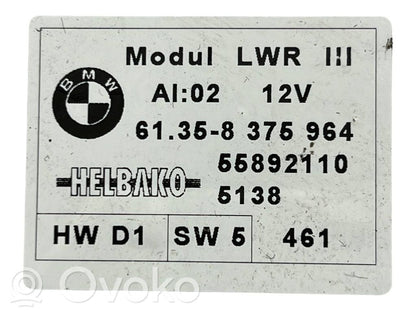 BMW
Modul LWR III
AI:02 12V
61.35-8 375 964
55892110
HELBAKO
5138
HW D1 SW 5 461
ovoko